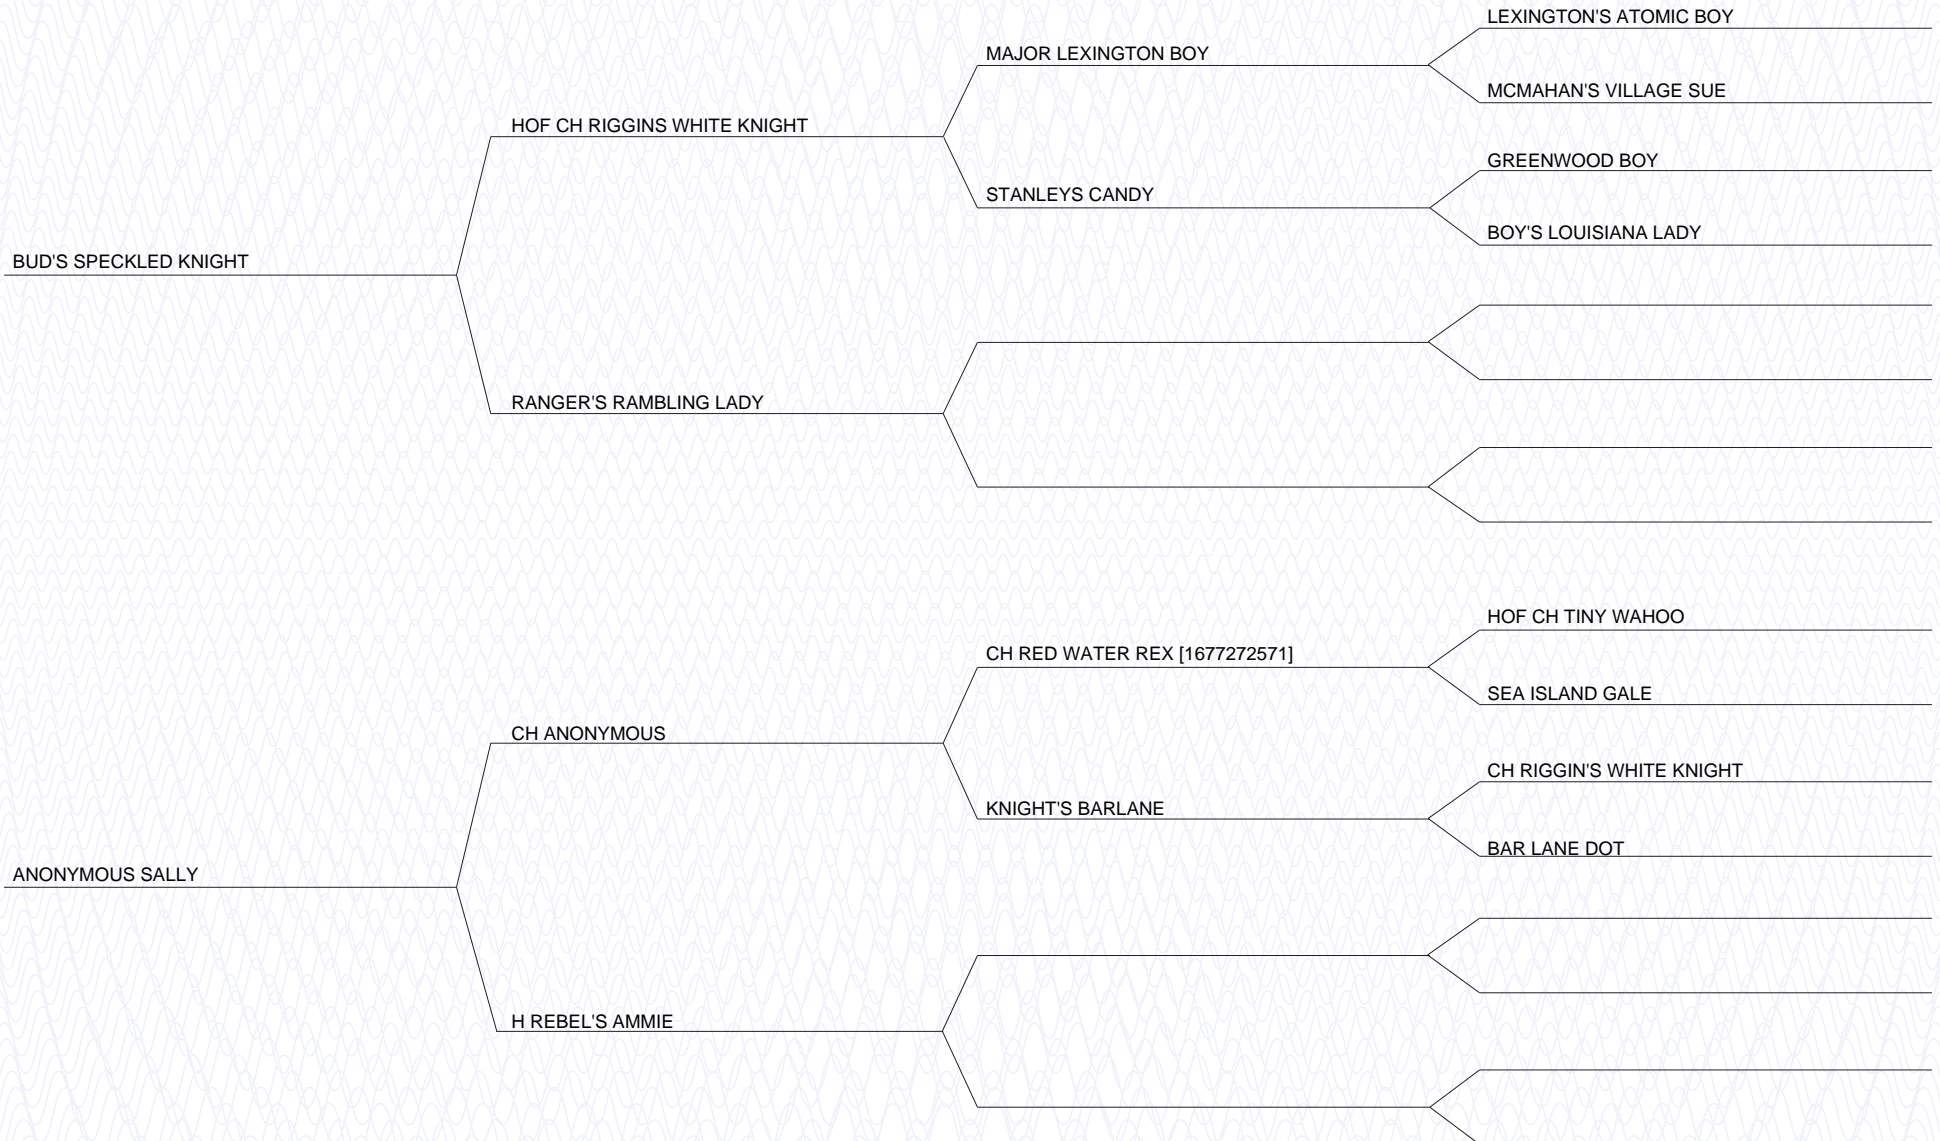 LEXINGTON'S ATOMIC BOY
MAJOR LEXINGTON BOY
MCMAHAN'S VILLAGE SUE
HOF CH RIGGINS WHITE KNIGHT
GREENWOOD BOY
STANLEYS CANDY
BOY'S LOUISIANA LADY
BUD'S SPECKLED KNIGHT
RANGER'S RAMBLING LADY
HOF CH TINY WAHOO
CH RED WATER REX [1677272571]
SEA ISLAND GALE
CH ANONYMOUS
CH RIGGIN'S WHITE KNIGHT
KNIGHT'S BARLANE
BAR LANE DOT
ANONYMOUS SALLY
H REBEL'S AMMIE